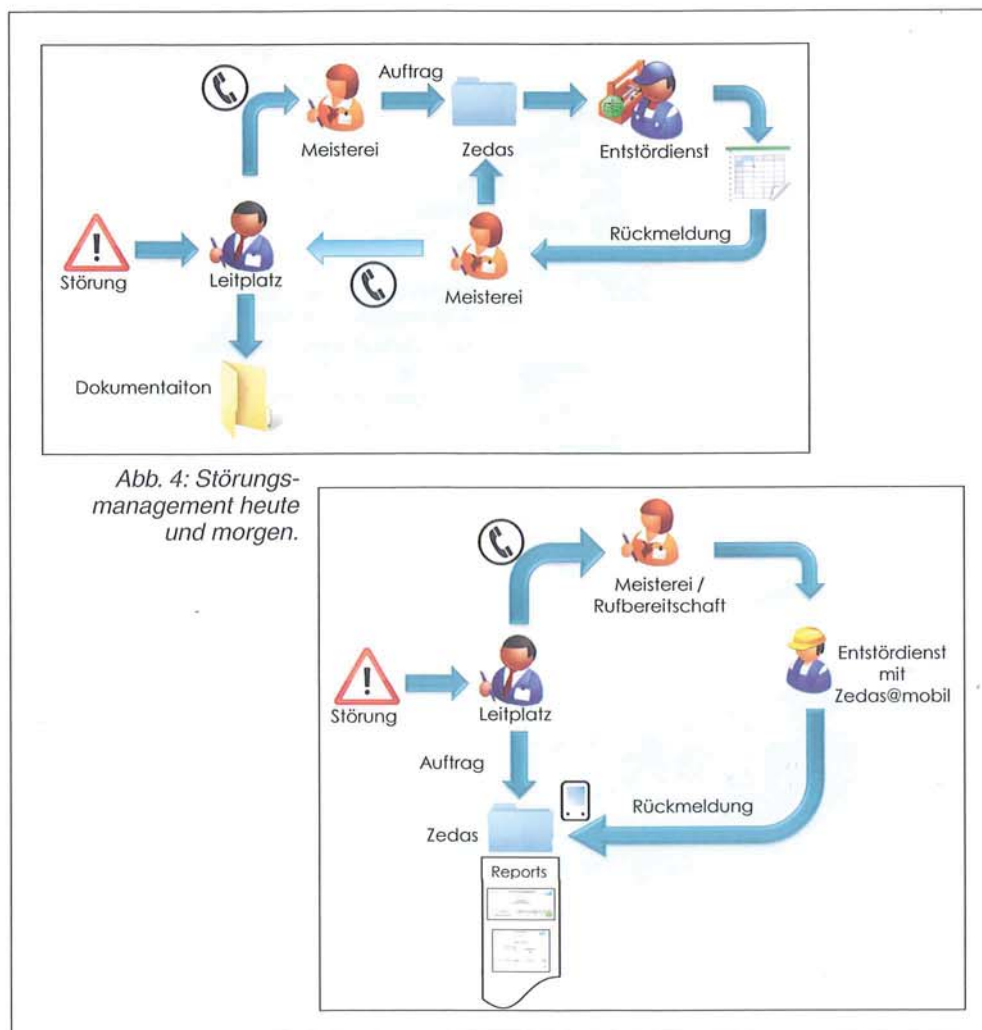 Auftrag
Meisterei
Zedas
Entstördienst
Rückmeldung
Störung
Leitplatz
Meisterei
Dokumentaiton
Abb. 4: Störungs-
management heute
und morgen.
Meisterei /
Rufbereitschaft
Störung
Leitplatz
Entstördienst
mit
Zedas@mobil
Auftrag
Rückmeldung
Zedas
Reports